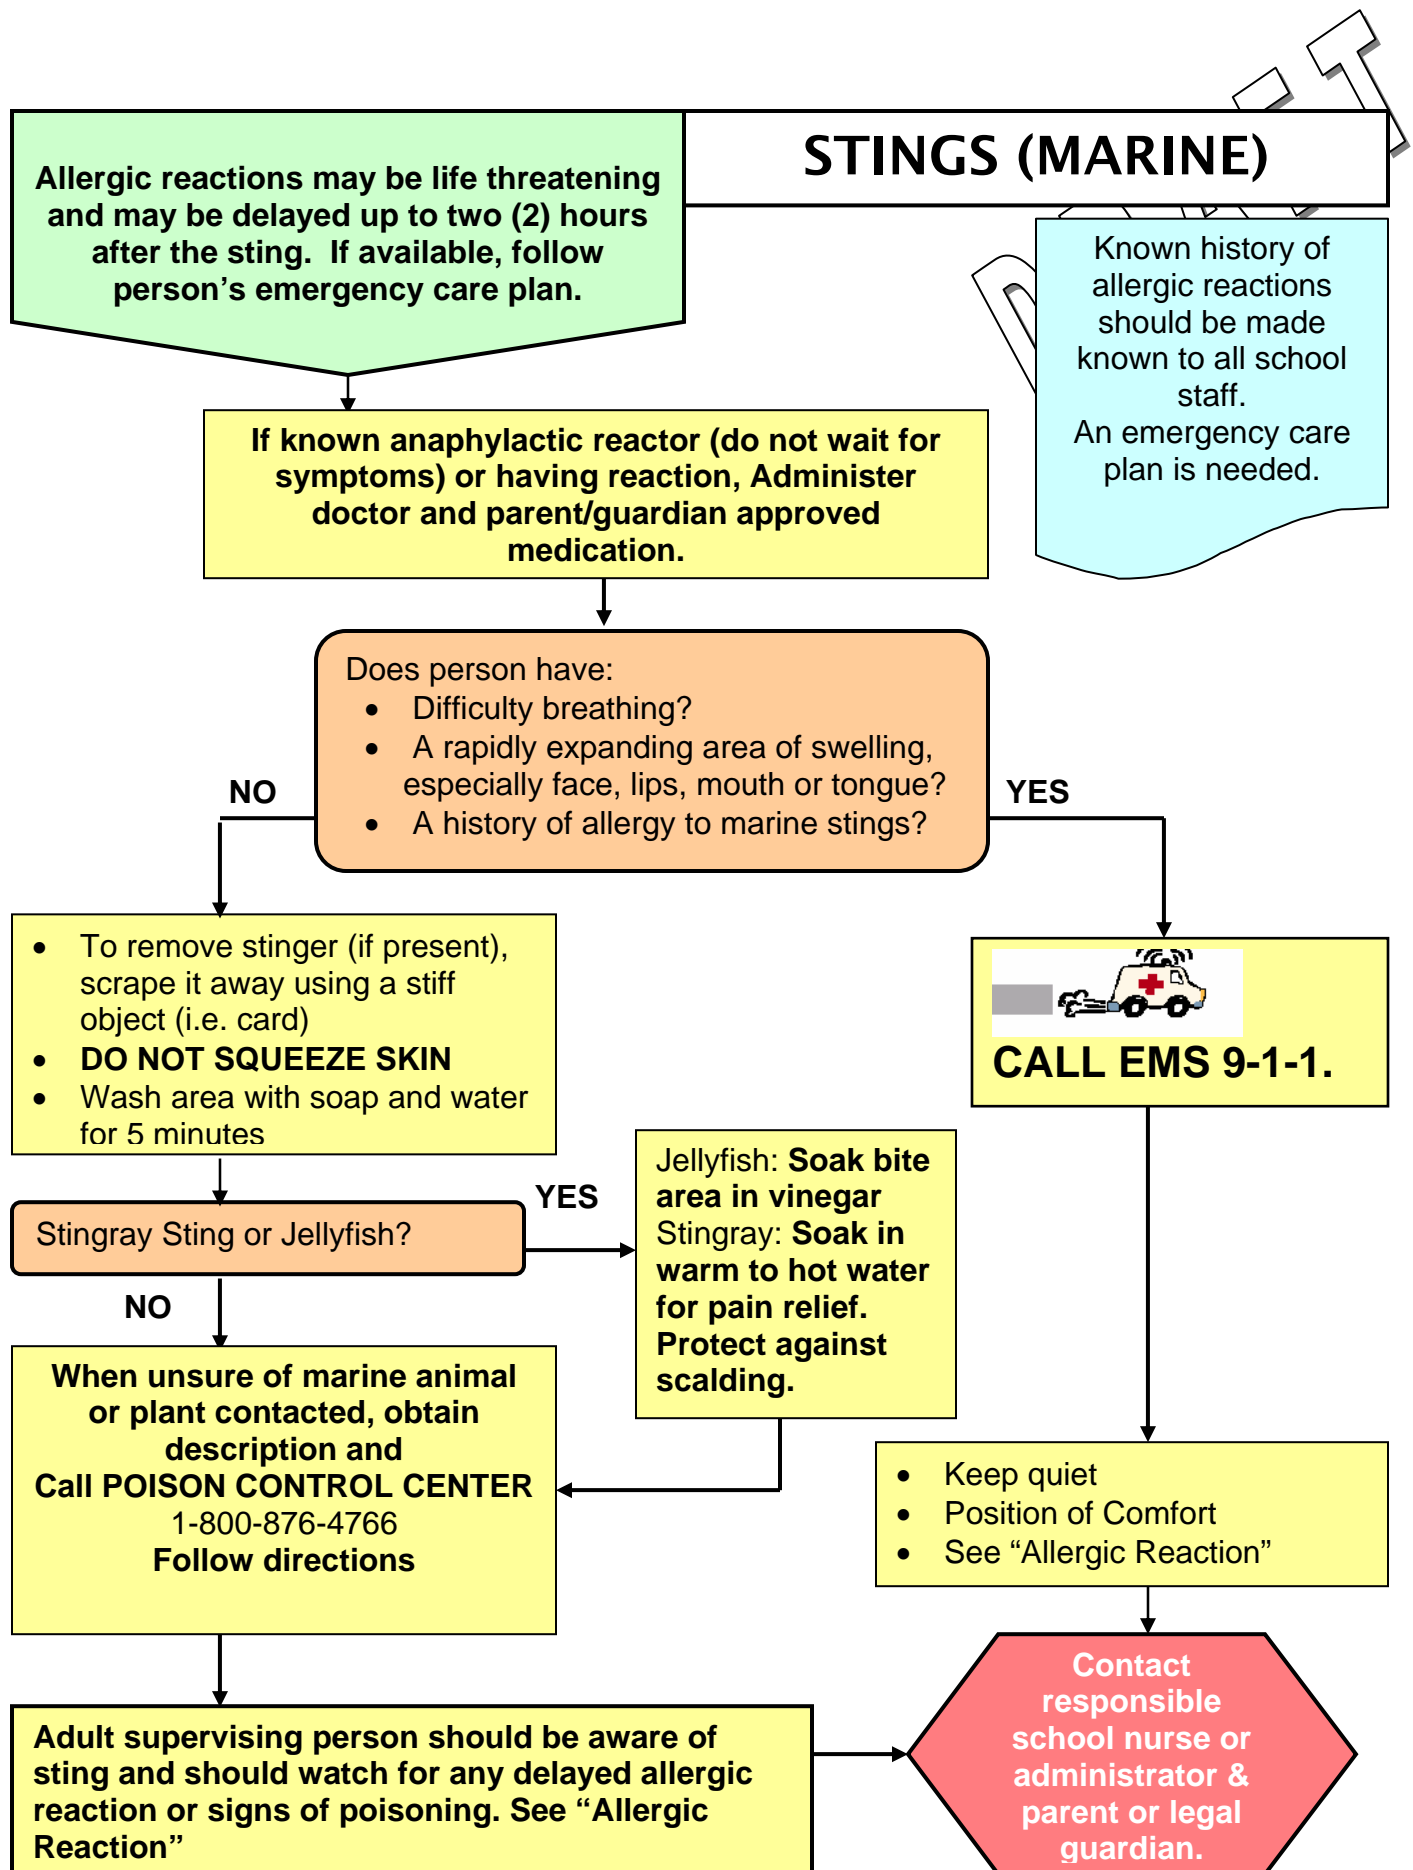 STINGS (MARINE)
Allergic reactions may be life threatening
and may be delayed up to two (2) hours
after the sting.  If available, follow
person’s emergency care plan.
Known history of
allergic reactions
should be made
known to all school
staff.
An emergency care
plan is needed.
If known anaphylactic reactor (do not wait for
symptoms) or having reaction, Administer
doctor and parent/guardian approved
medication.
Does person have:
• Difficulty breathing?
• A rapidly expanding area of swelling,
especially face, lips, mouth or tongue?
• A history of allergy to marine stings?
NO
YES
• To remove stinger (if present),
scrape it away using a stiff
object (i.e. card)
• DO NOT SQUEEZE SKIN
• Wash area with soap and water
for 5 minutes
CALL EMS 9-1-1.
Stingray Sting or Jellyfish?
YES
NO
Jellyfish: Soak bite
area in vinegar
Stingray: Soak in
warm to hot water
for pain relief.
Protect against
scalding.
When unsure of marine animal
or plant contacted, obtain
description and
Call POISON CONTROL CENTER
1-800-876-4766
Follow directions
• Keep quiet
• Position of Comfort
• See “Allergic Reaction”
Adult supervising person should be aware of
sting and should watch for any delayed allergic
reaction or signs of poisoning. See “Allergic
Reaction”
Contact
responsible
school nurse or
administrator &
parent or legal
guardian.